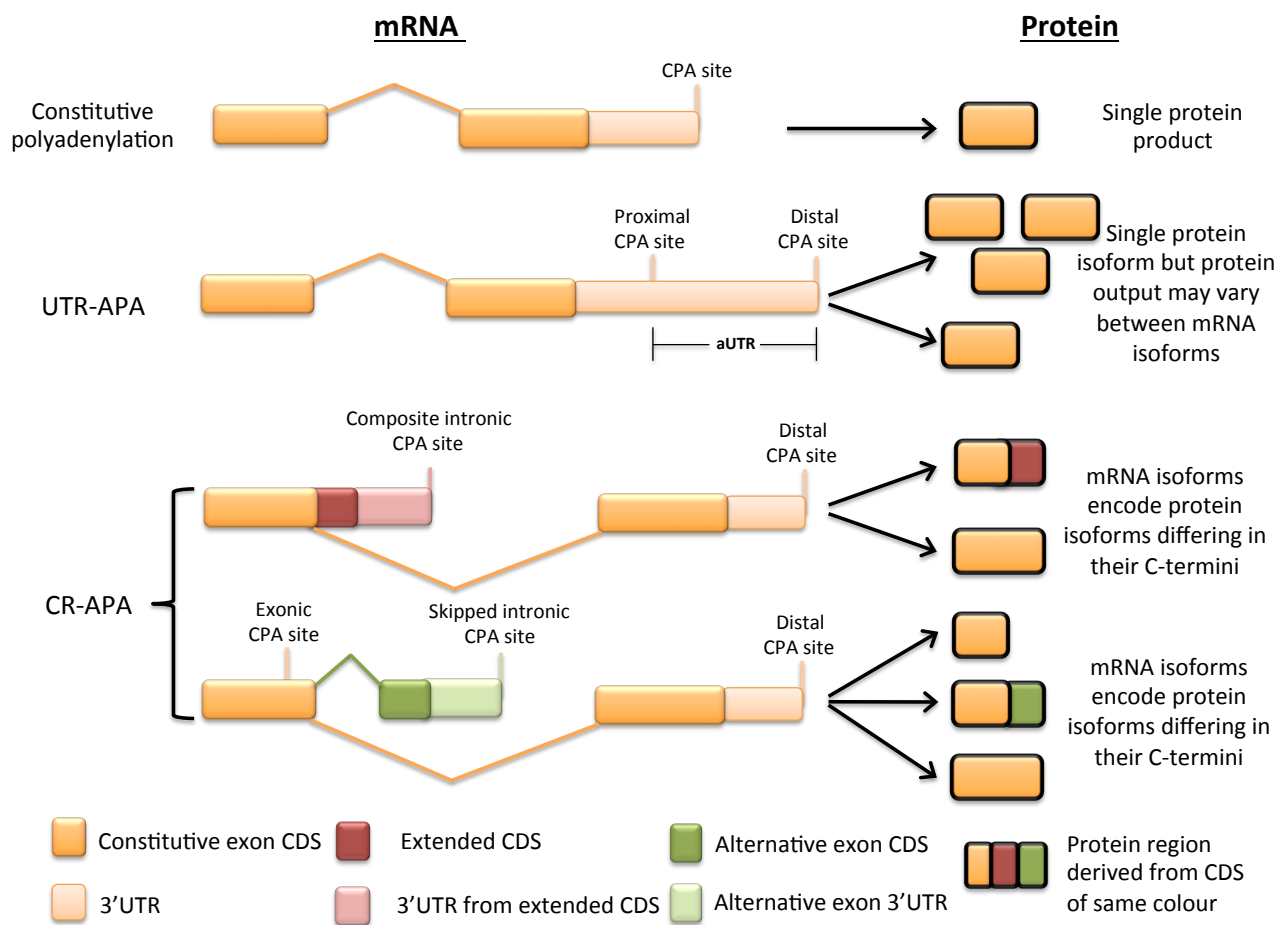 mRNA
Protein
Constitutive
polyadenylation
CPA site
Single protein
product
UTR-APA
Proximal
CPA site
Distal
CPA site
aUTR
Single protein
isoform but protein
output may vary
between mRNA
isoforms
CR-APA
Composite intronic
CPA site
Distal
CPA site
mRNA isoforms
encode protein
isoforms differing in
their C-termini
Exonic
CPA site
Skipped intronic
CPA site
Distal
CPA site
mRNA isoforms
encode protein
isoforms differing in
their C-termini
Constitutive exon CDS
Extended CDS
Alternative exon CDS
Protein region
derived from CDS
of same colour
3’UTR
3’UTR from extended CDS
Alternative exon 3’UTR